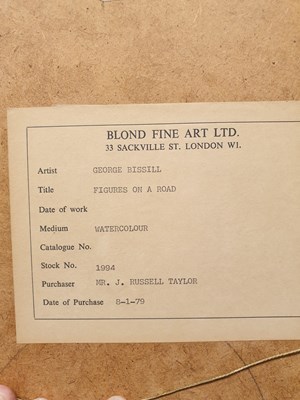 BLOND FINE ART LTD.
33 SACKVILLE ST. LONDON W1.
Artist GEORGE BISSILL
Title FIGURES ON A ROAD
Date of work
Medium WATERCOLOUR
Catalogue No.
Stock No. 1994
Purchaser MR. J. RUSSELL TAYLOR
Date of Purchase 8-1-79